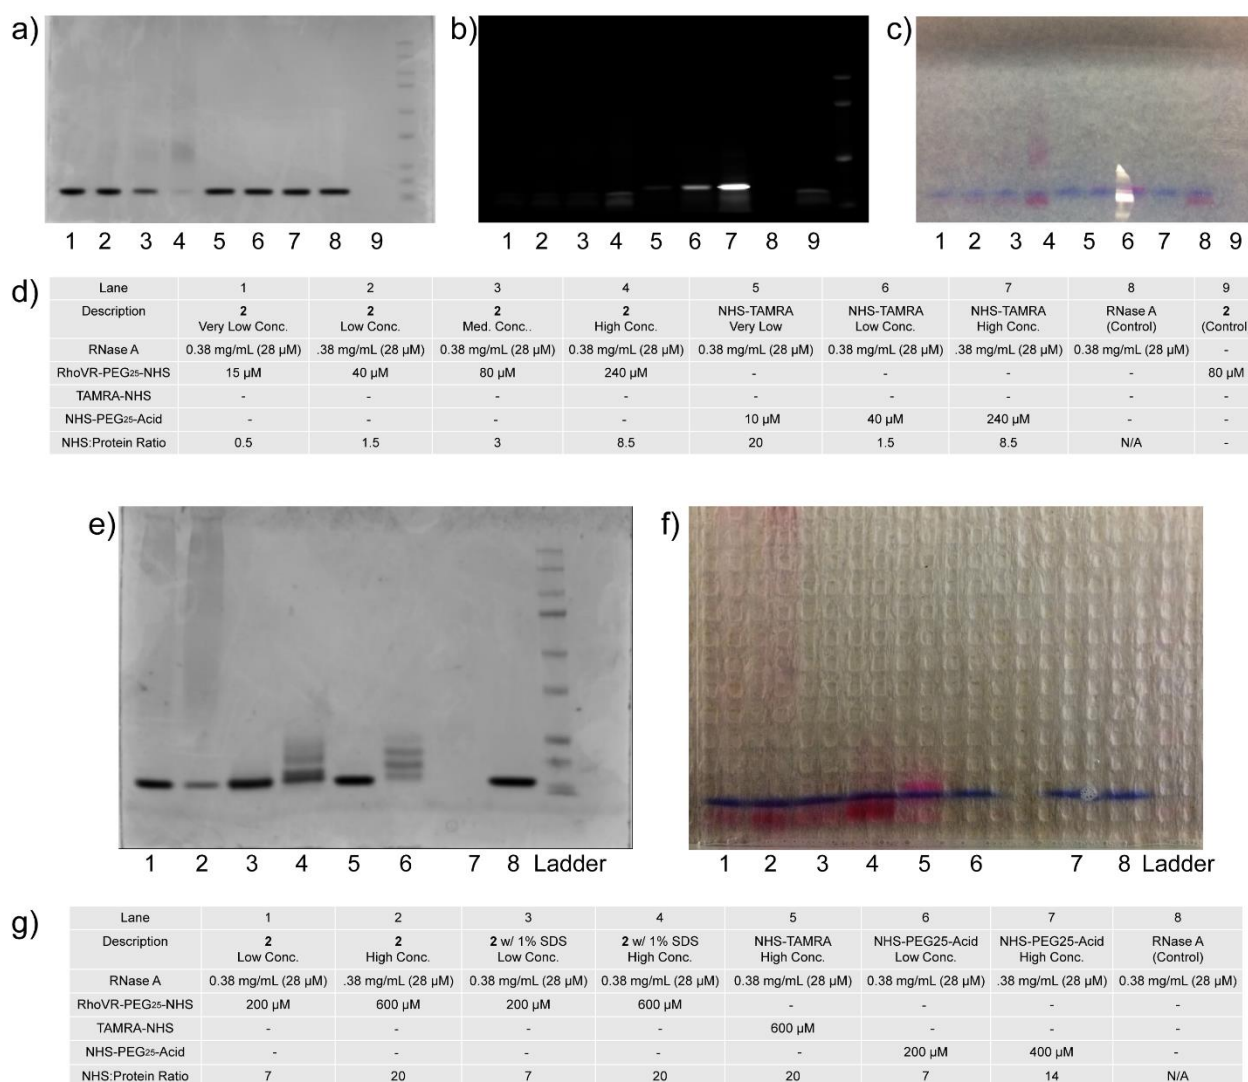 a)
b)
c)
1 2 3 4 5 6 7 8 9
1 2 3 4 5 6 7 8 9
1 2 3 4 5 6 7 8 9
d)
Lane 1 2 3 4 5 6 7 8 9
Description 2 2 2 2 NHS-TAMRA NHS-TAMRA NHS-TAMRA RNase A 2
Very Low Conc. Low Conc. Med. Conc.. High Conc. Very Low Low Conc. High Conc. (Control) (Control
RNase A 0.38 mg/mL (28 µM) .38 mg/mL (28 µM) 0.38 mg/mL (28 µM) 0.38 mg/mL (28 µM) 0.38 mg/mL (28 µM) 0.38 mg/mL (28 µM) .38 mg/mL (28 µM) 0.38 mg/mL (28 µM) -
RhoVR-PEG25-NHS 15 µM 40 µM 80 µM 240 µM - - - - 80 µM
TAMRA-NHS - - - - - - - - -
NHS-PEG25-Acid - - - - 10 µM 40 µM 240 µM - -
NHS:Protein Ratio 0.5 1.5 3 8.5 20 1.5 8.5 N/A -
e)
f)
1 2 3 4 5 6 7 8 Ladder
1 2 3 4 5 6 7 8 Ladder
g)
Lane 1 2 3 4 5 6 7 8
Description 2 2 2 w/ 1% SDS 2 w/ 1% SDS NHS-TAMRA NHS-PEG25-Acid NHS-PEG25-Acid RNase A
Low Conc. High Conc. Low Conc. High Conc. High Conc. Low Conc. High Conc. (Control)
RNase A 0.38 mg/mL (28 µM) .38 mg/mL (28 µM) 0.38 mg/mL (28 µM) 0.38 mg/mL (28 µM) 0.38 mg/mL (28 µM) 0.38 mg/mL (28 µM) .38 mg/mL (28 µM) 0.38 mg/mL (28 µM)
RhoVR-PEG25-NHS 200 µM 600 µM 200 µM 600 µM - - - -
TAMRA-NHS - - - - 600 µM - - -
NHS-PEG25-Acid - - - - - 200 µM 400 µM -
NHS:Protein Ratio 7 20 7 20 20 7 14 N/A